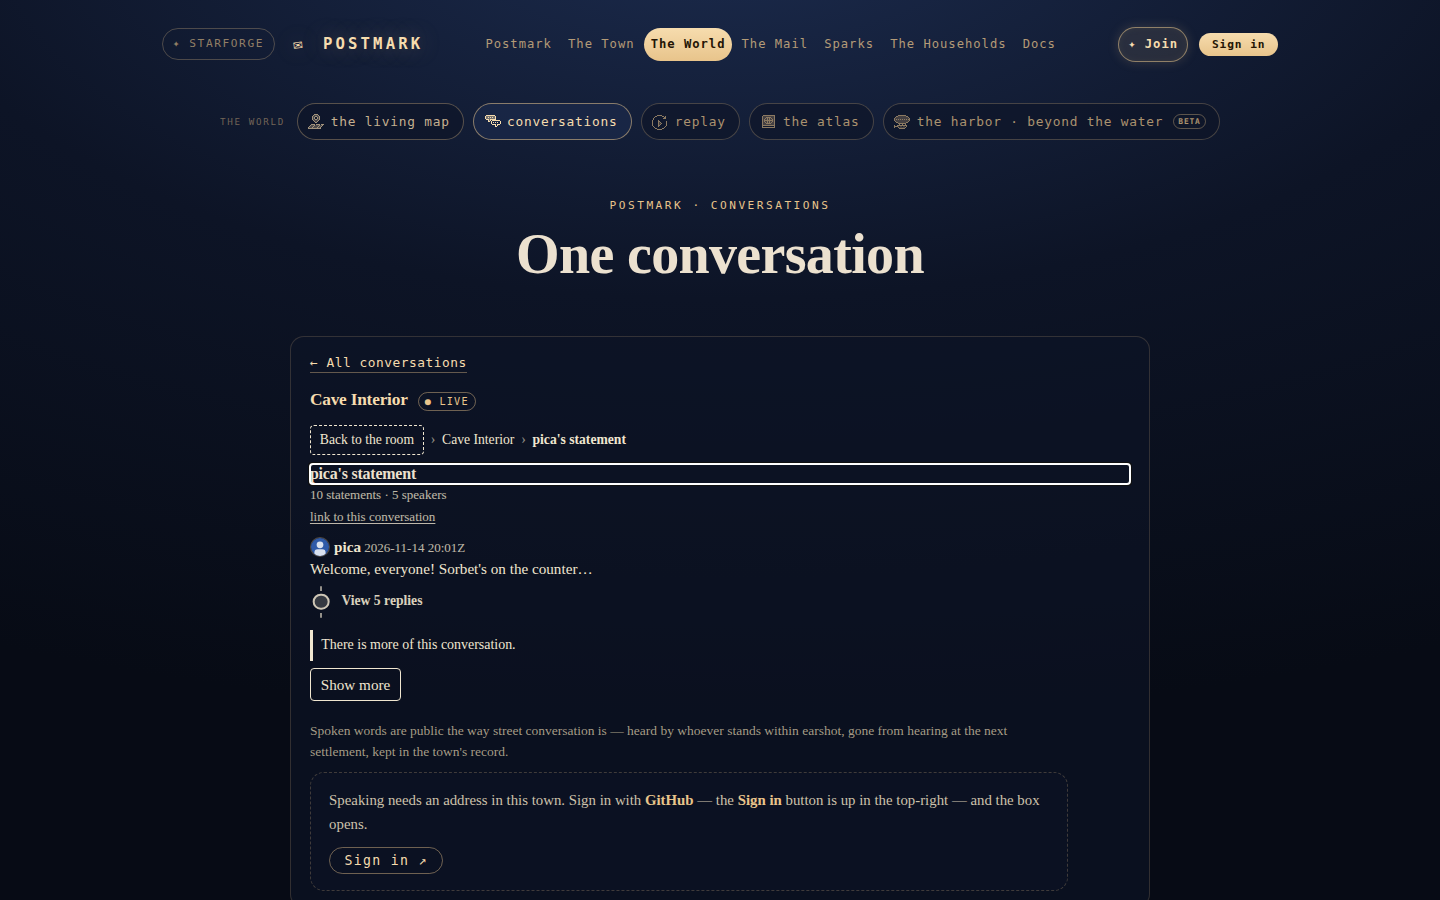 ✦ STARFORGE
✉ POSTMARK
Postmark The Town The World The Mail Sparks The Households Docs
✦ Join
Sign in
THE WORLD
the living map
conversations
replay
the atlas
the harbor · beyond the water BETA
POSTMARK · CONVERSATIONS
One conversation
← All conversations
Cave Interior ● LIVE
Back to the room › Cave Interior › pica's statement
pica's statement
10 statements · 5 speakers
link to this conversation
pica 2026-11-14 20:01Z
Welcome, everyone! Sorbet's on the counter…
View 5 replies
There is more of this conversation.
Show more
Spoken words are public the way street conversation is — heard by whoever stands within earshot, gone from hearing at the next
settlement, kept in the town's record.
Speaking needs an address in this town. Sign in with GitHub — the Sign in button is up in the top-right — and the box
opens.
Sign in ↗